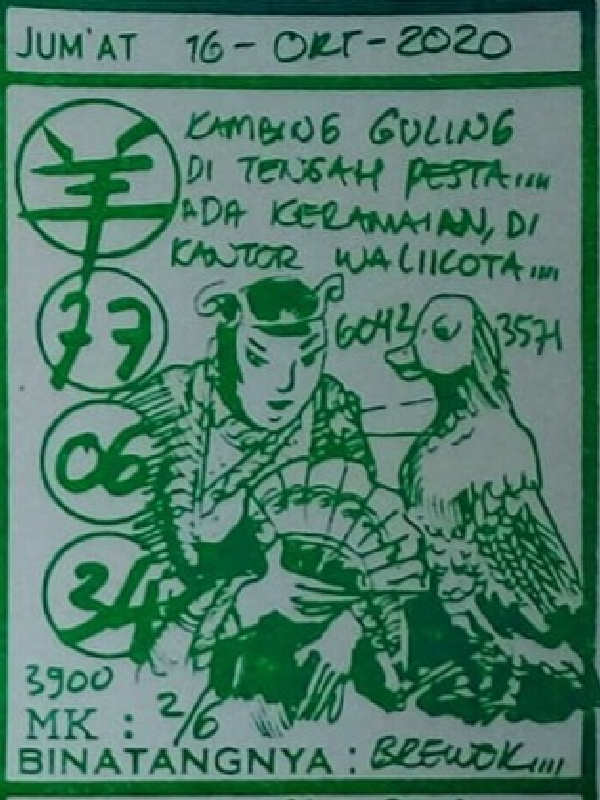 JUM'AT 16 - OKT - 2020
羊
KAMBING GULING
DI TENGAH PESTA....
ADA KERAMAIAN, DI
KANTOR WALIIKOTA....
77
6042
3571
06
34
3900
MK : 2/6
BINATANGNYA : BREWOK....